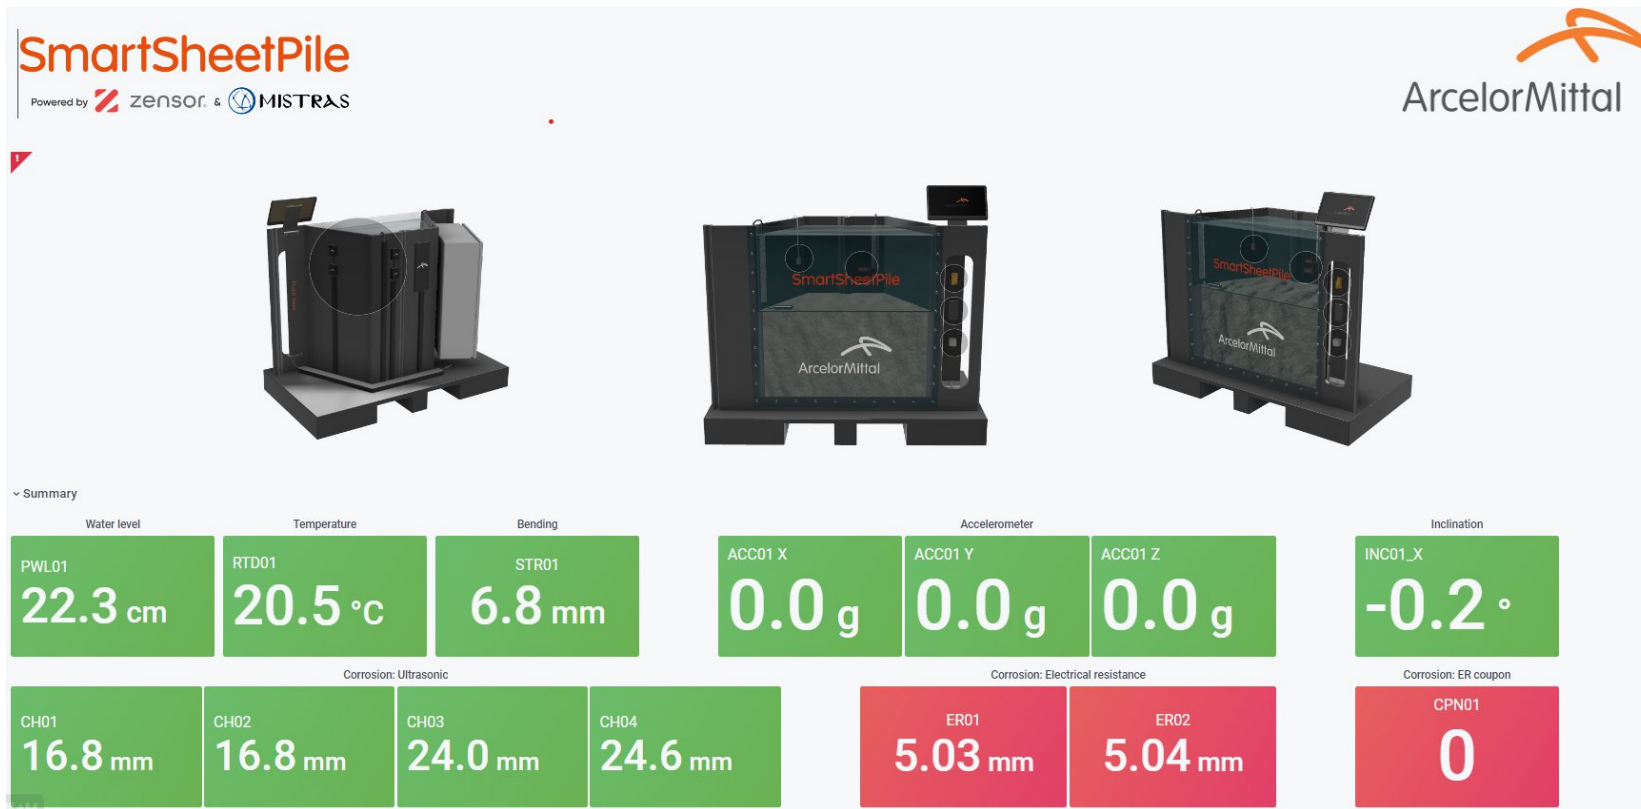 SmartSheetPile
Powered by zensor. & MISTRAS
ArcelorMittal
1
SmartSheetPile
ArcelorMittal
SmartSheetPile
ArcelorMittal
Summary
Water level
Temperature
Bending
Accelerometer
Inclination
PWL01
22.3 cm
RTD01
20.5 °C
STR01
6.8 mm
ACC01 X
0.0 g
ACC01 Y
0.0 g
ACC01 Z
0.0 g
INC01_X
-0.2 °
Corrosion: Ultrasonic
Corrosion: Electrical resistance
Corrosion: ER coupon
CH01
16.8 mm
CH02
16.8 mm
CH03
24.0 mm
CH04
24.6 mm
ER01
5.03 mm
ER02
5.04 mm
CPN01
0